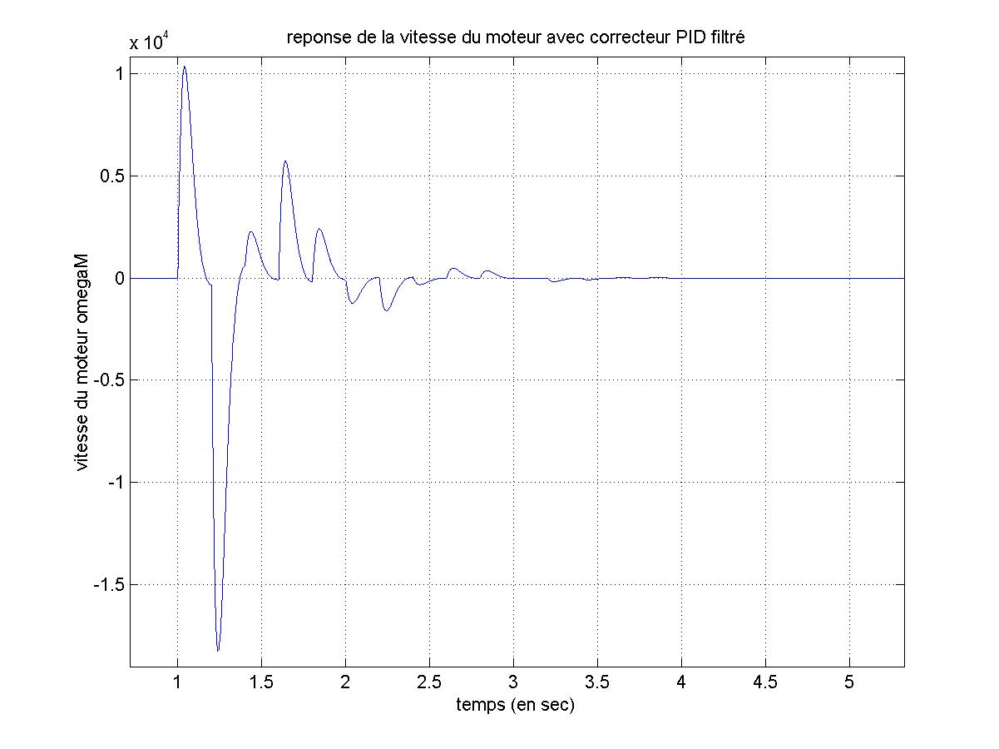 reponse de la vitesse du moteur avec correcteur PID filtré
x 10^4
1
0.5
0
-0.5
-1
-1.5
vitesse du moteur omegaM
1 1.5 2 2.5 3 3.5 4 4.5 5
temps (en sec)